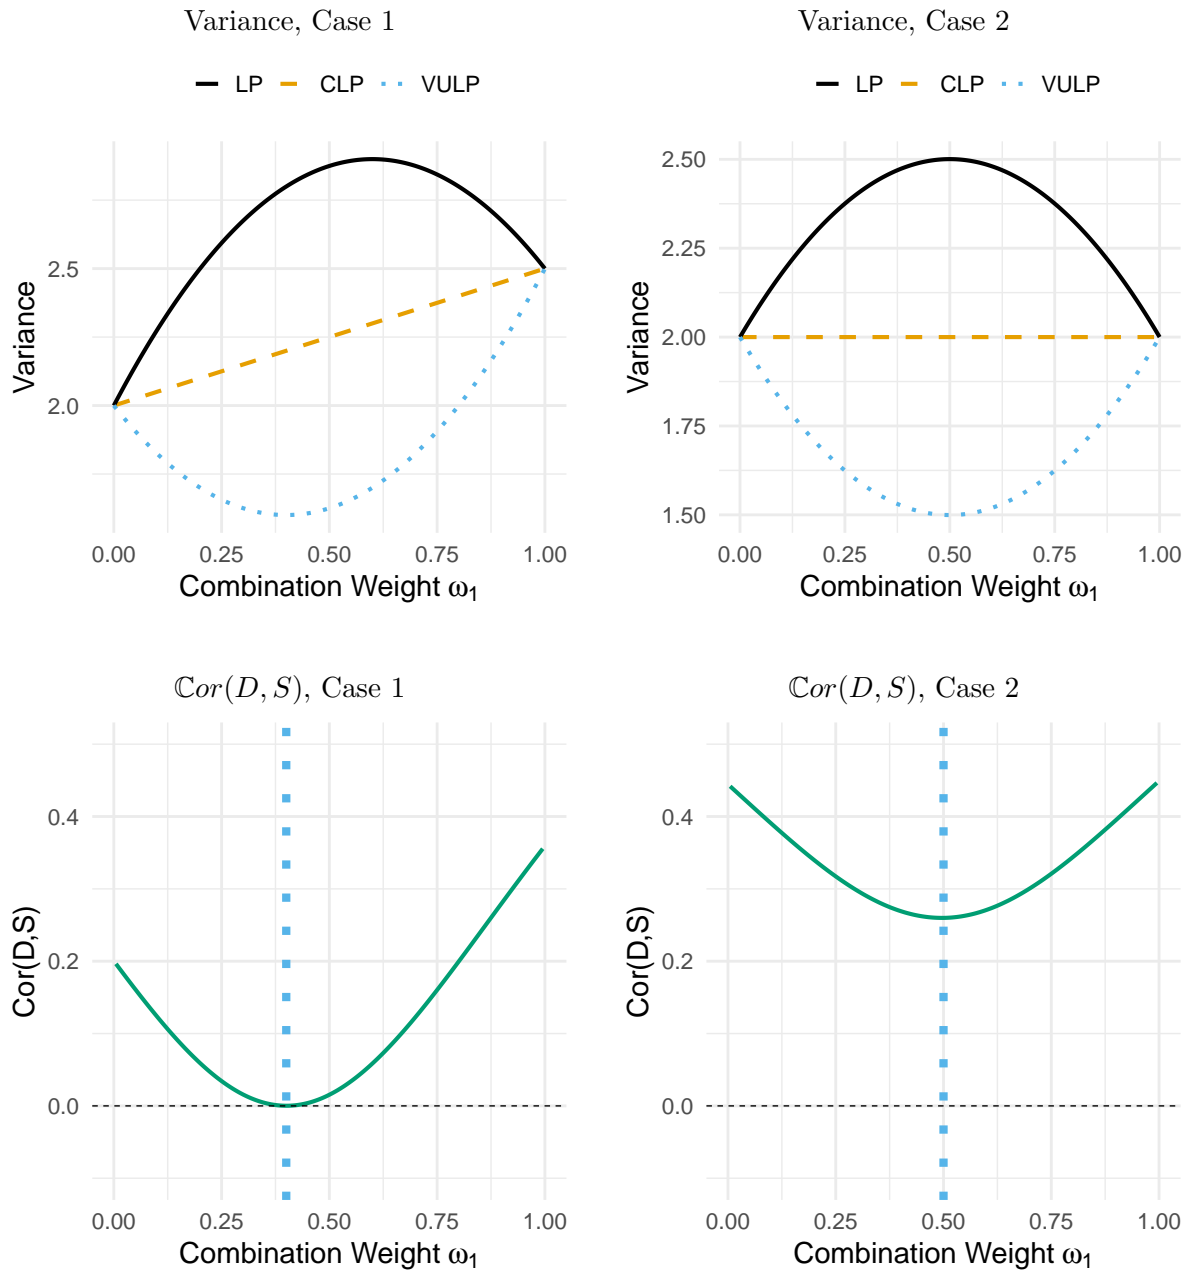 Variance, Case 1
LP CLP VULP
Variance
2.5
2.0
0.00 0.25 0.50 0.75 1.00
Combination Weight ω₁
Variance, Case 2
LP CLP VULP
Variance
2.50
2.25
2.00
1.75
1.50
0.00 0.25 0.50 0.75 1.00
Combination Weight ω₁
ℂor(D, S), Case 1
Cor(D,S)
0.4
0.2
0.0
0.00 0.25 0.50 0.75 1.00
Combination Weight ω₁
ℂor(D, S), Case 2
Cor(D,S)
0.4
0.2
0.0
0.00 0.25 0.50 0.75 1.00
Combination Weight ω₁